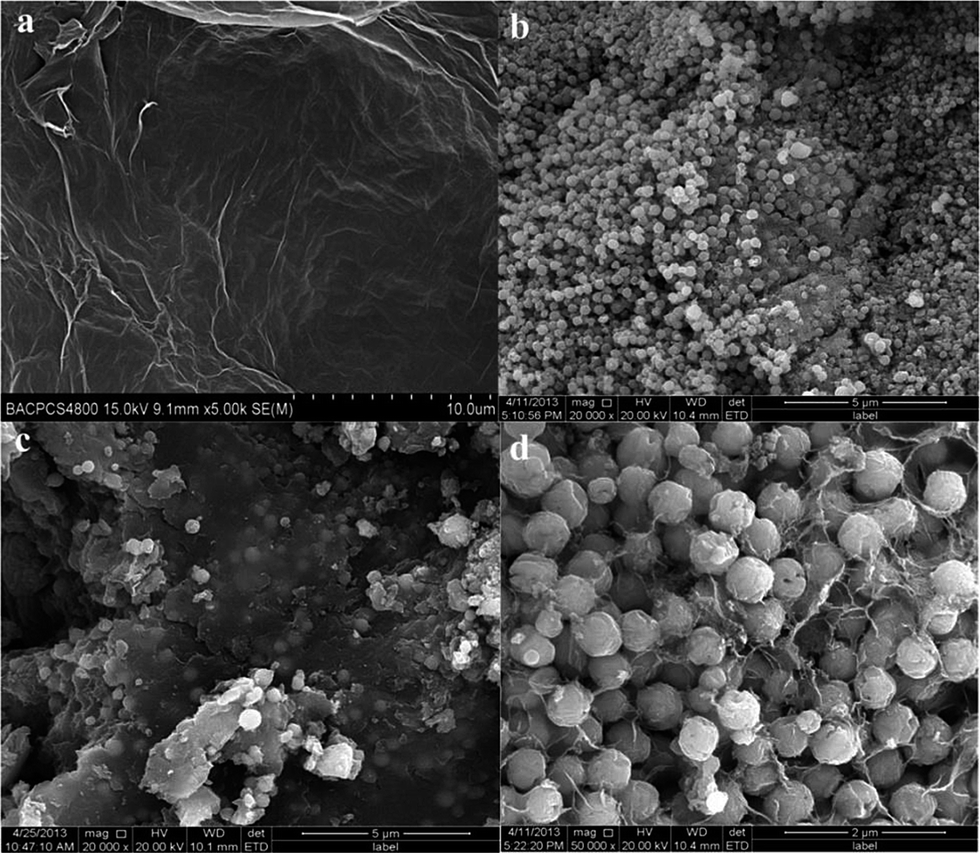 a
BACPCS4800 15.0kV 9.1mm x5.00k SE(M)
10.0um
b
4/11/2013 mag HV WD det
5 µm
5:10:56 PM 20 000 x 20.00 kV 10.4 mm ETD
label
c
4/25/2013 mag HV WD det
5 µm
10:47:10 AM 20 000 x 20.00 kV 10.1 mm ETD
label
d
4/11/2013 mag HV WD det
2 µm
5:22:20 PM 50 000 x 20.00 kV 10.4 mm ETD
label